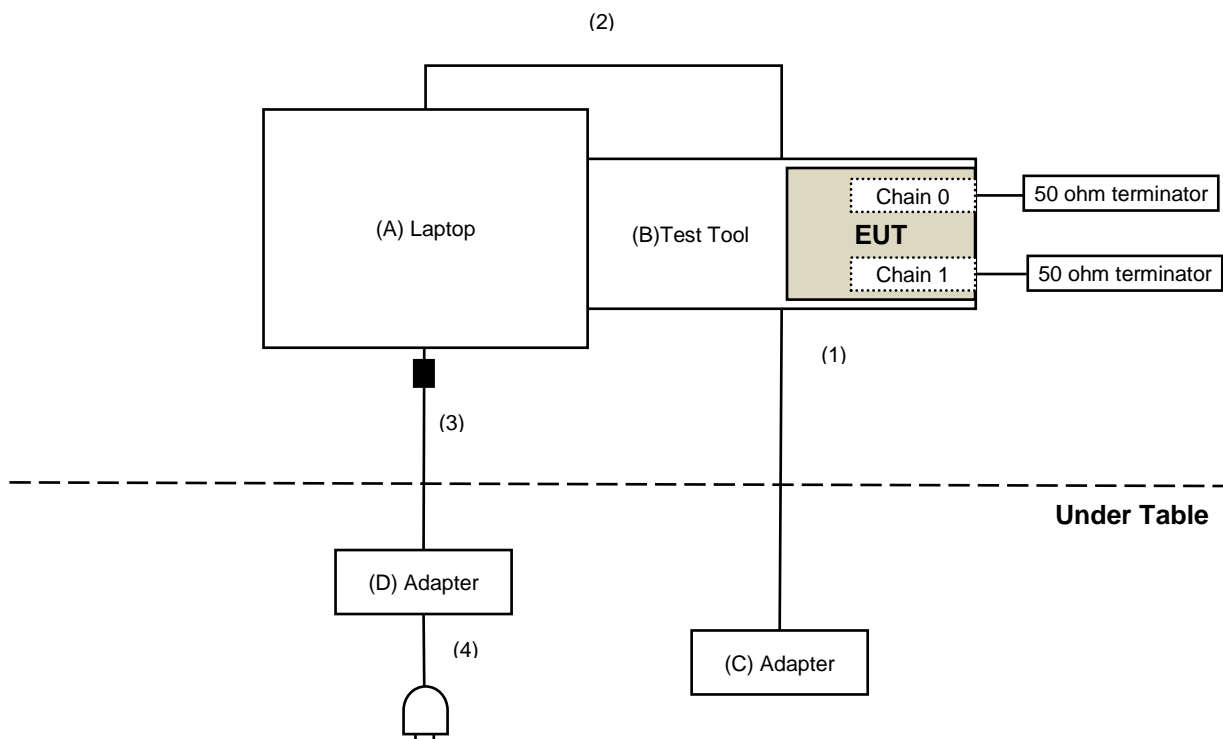 (2)
(A) Laptop
(B)Test Tool
Chain 0
EUT
Chain 1
50 ohm terminator
50 ohm terminator
(1)
(3)
Under Table
(D) Adapter
(4)
(C) Adapter